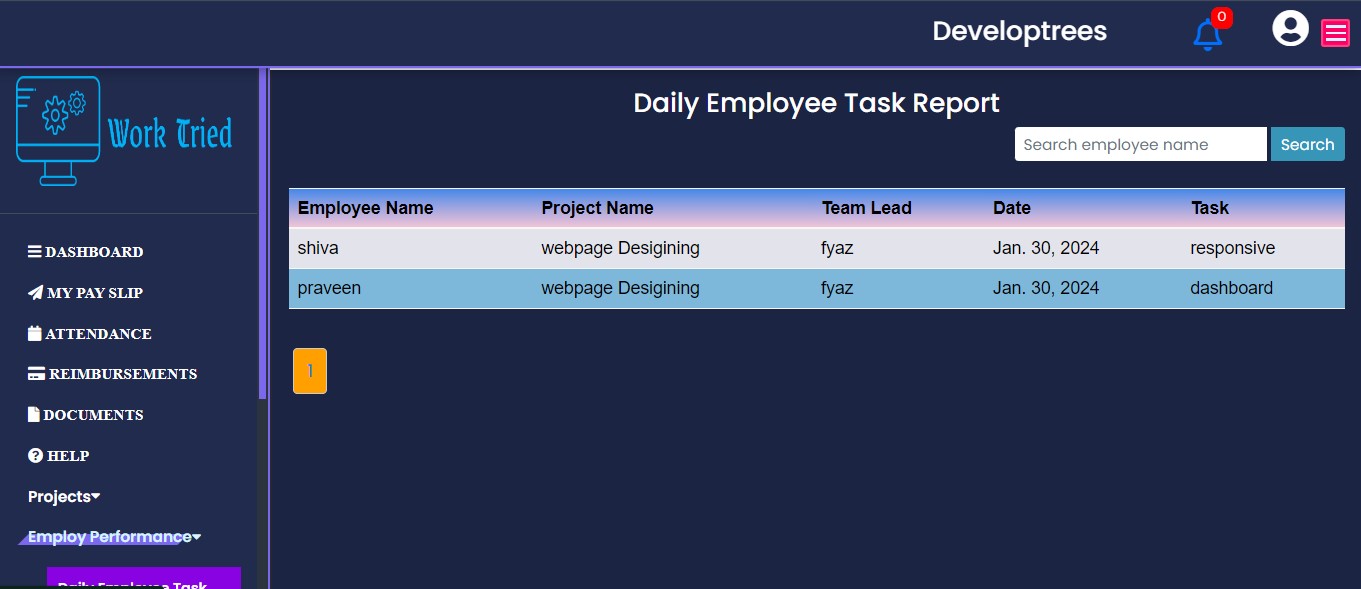 Developtrees
0
Work Tried
Daily Employee Task Report
Search employee name
Search
Employee Name Project Name Team Lead Date Task
shiva webpage Desigining fyaz Jan. 30, 2024 responsive
praveen webpage Desigining fyaz Jan. 30, 2024 dashboard
1
DASHBOARD
MY PAY SLIP
ATTENDANCE
REIMBURSEMENTS
DOCUMENTS
HELP
Projects
Employ Performance
Daily Employee Task